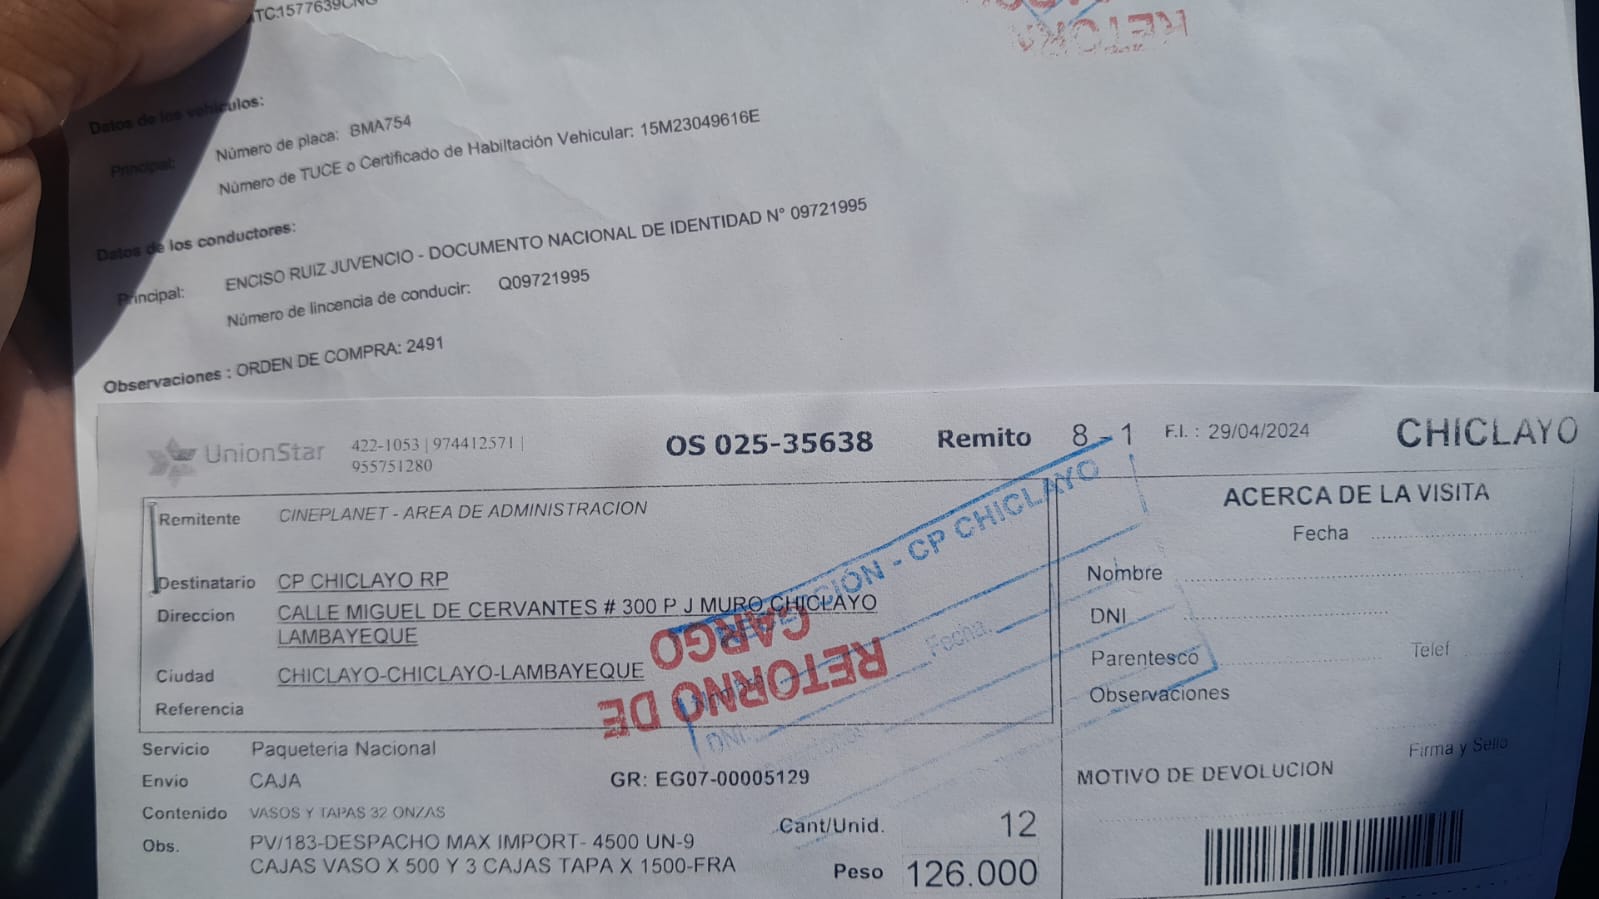 MTC:1577639CNG
RETOR
Datos de los vehículos:
Principal:
Número de placa: BMA754
Número de TUCE o Certificado de Habiltación Vehicular: 15M23049616E
Datos de los conductores:
Principal:
ENCISO RUIZ JUVENCIO - DOCUMENTO NACIONAL DE IDENTIDAD N° 09721995
Número de lincencia de conducir: Q09721995
Observaciones : ORDEN DE COMPRA: 2491
UnionStar
422-1053 | 974412571 |
955751280
OS 025-35638
Remito 8 - 1
F.I. : 29/04/2024
CHICLAYO
Remitente CINEPLANET - AREA DE ADMINISTRACION
Destinatario CP CHICLAYO RP
Direccion CALLE MIGUEL DE CERVANTES # 300 P J MURO CHICLAYO
LAMBAYEQUE
Ciudad CHICLAYO-CHICLAYO-LAMBAYEQUE
Referencia
RECEPCIÓN - CP CHICLAYO
Fecha:
DNI:
RETORNO DE
CARGO
Servicio Paqueteria Nacional
Envio CAJA
GR: EG07-00005129
Contenido VASOS Y TAPAS 32 ONZAS
Obs. PV/183-DESPACHO MAX IMPORT- 4500 UN-9
CAJAS VASO X 500 Y 3 CAJAS TAPA X 1500-FRA
Cant/Unid. 12
Peso 126.000
ACERCA DE LA VISITA
Fecha
Nombre
DNI
Parentesco
Telef
Observaciones
Firma y Sello
MOTIVO DE DEVOLUCION